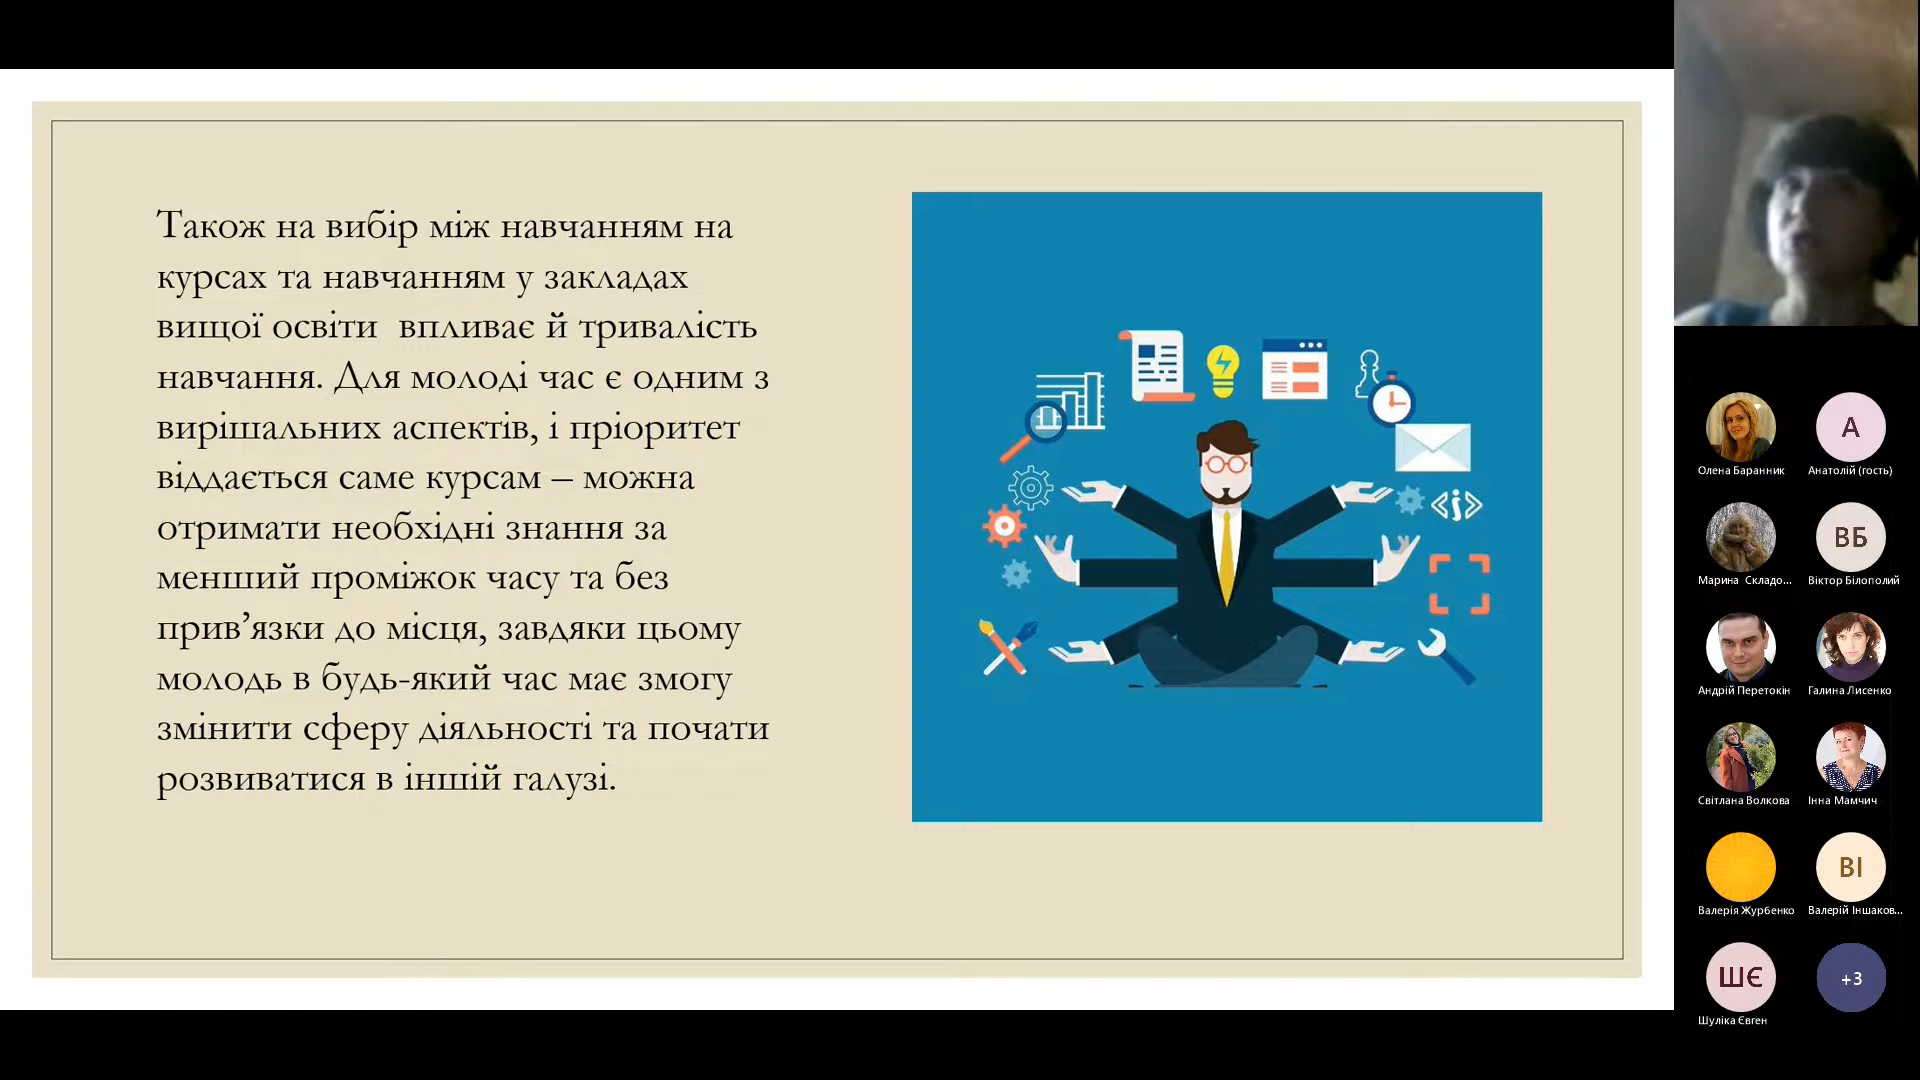 Також на вибір між навчанням на
курсах та навчанням у закладах
вищої освіти  впливає й тривалість
навчання. Для молоді час є одним з
вирішальних аспектів, і пріоритет
віддається саме курсам – можна
отримати необхідні знання за
менший проміжок часу та без
прив’язки до місця, завдяки цьому
молодь в будь-який час має змогу
змінити сферу діяльності та почати
розвиватися в іншій галузі.
Олена Баранник
А
Анатолій (гость)
Марина Складо...
ВБ
Віктор Білополий
Андрій Перетокін
Галина Лисенко
Світлана Волкова
Інна Мамчич
Валерія Журбенко
ВІ
Валерій Іншаков...
ШЄ
Шуліка Євген
+3